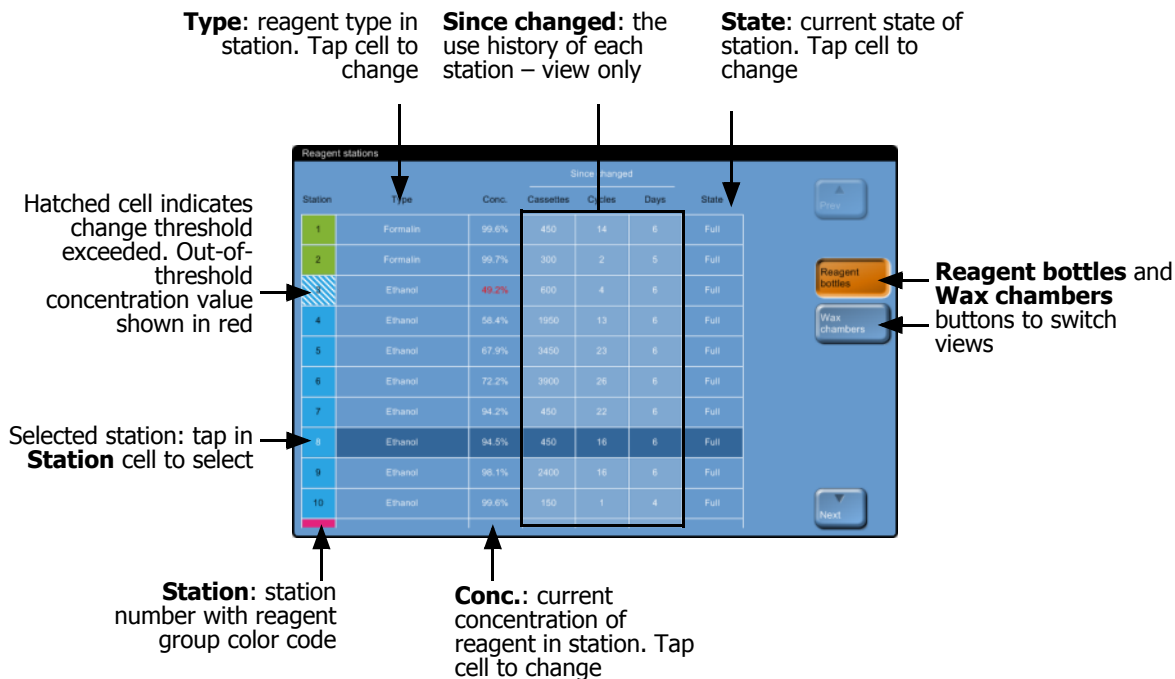 Type: reagent type in
station. Tap cell to
change
Since changed: the
use history of each
station – view only
State: current state of
station. Tap cell to
change
Reagent stations
Since changed
Station Type Conc. Cassettes Cycles Days State
1 Formalin 99.6% 450 14 6 Full
2 Formalin 99.7% 300 2 5 Full
3 Ethanol 49.2% 600 4 6 Full
4 Ethanol 58.4% 1950 13 6 Full
5 Ethanol 67.9% 3450 23 6 Full
6 Ethanol 72.2% 3900 26 6 Full
7 Ethanol 94.2% 450 22 6 Full
8 Ethanol 94.5% 450 16 6 Full
9 Ethanol 98.1% 2400 16 6 Full
10 Ethanol 99.6% 150 1 4 Full
Prev
Reagent
bottles
Wax
chambers
Next
Hatched cell indicates
change threshold
exceeded. Out-of-
threshold
concentration value
shown in red
Selected station: tap in
Station cell to select
Reagent bottles and
Wax chambers
buttons to switch
views
Station: station
number with reagent
group color code
Conc.: current
concentration of
reagent in station. Tap
cell to change